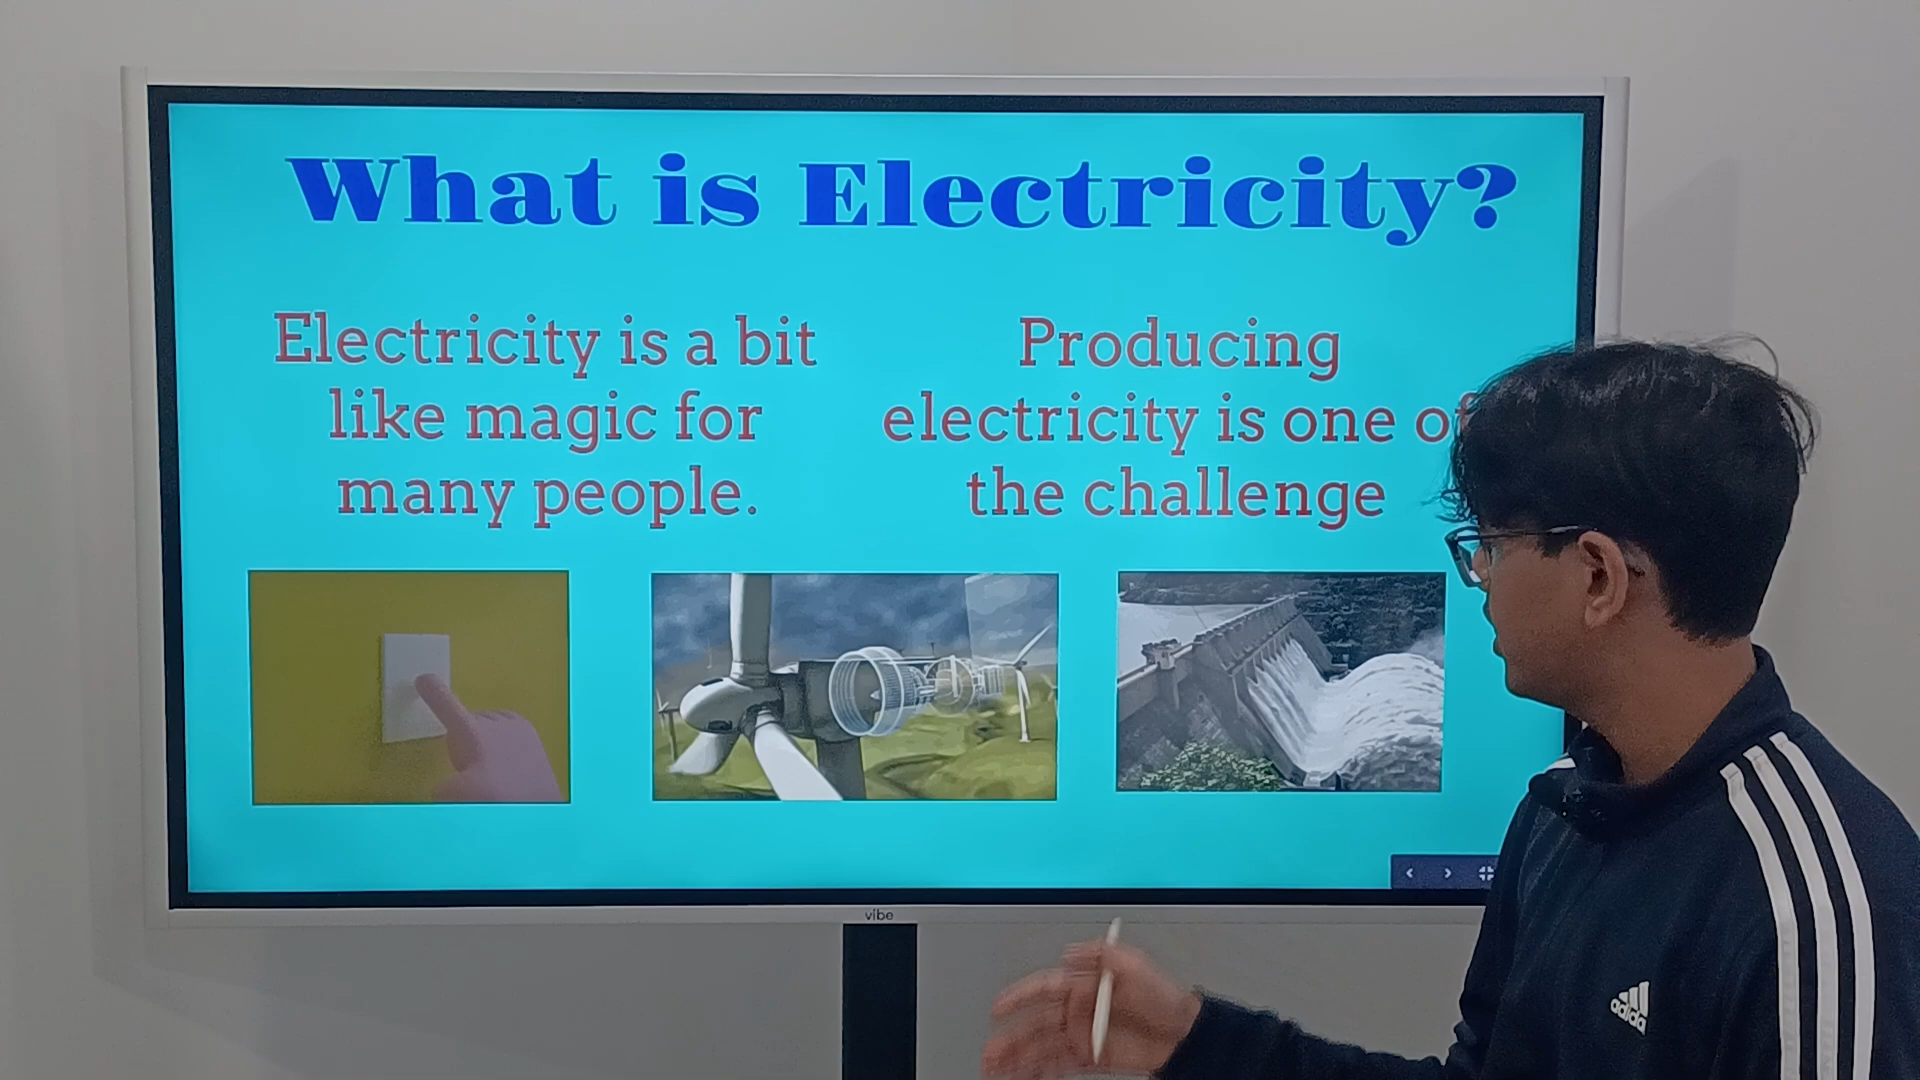 What is Electricity?
Electricity is a bit
like magic for
many people.
Producing
electricity is one of
the challenge
vibe
adidas